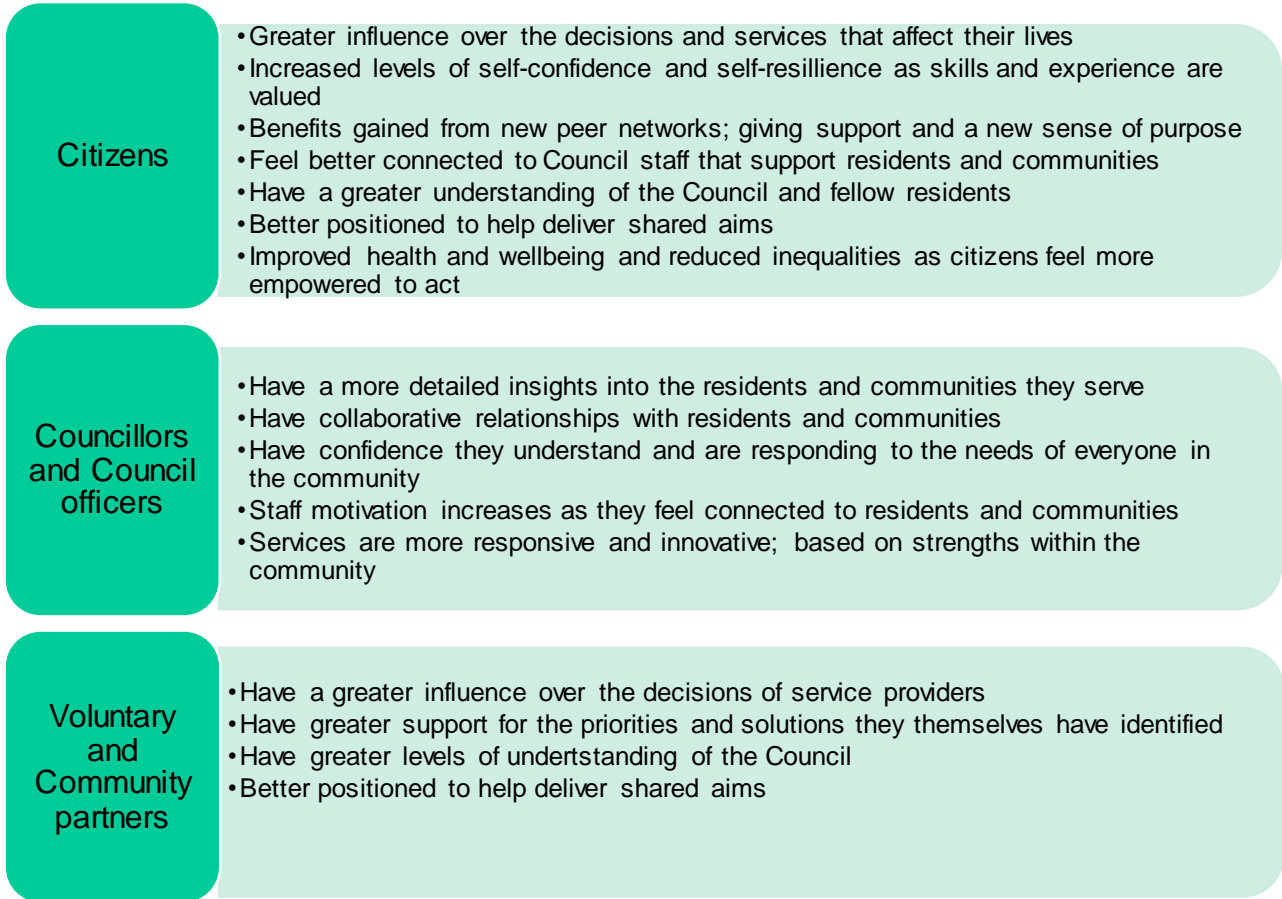 Citizens
•Greater influence over the decisions and services that affect their lives
•Increased levels of self-confidence and self-resillience as skills and experience are
valued
•Benefits gained from new peer networks; giving support and a new sense of purpose
•Feel better connected to Council staff that support residents and communities
•Have a greater understanding of the Council and fellow residents
•Better positioned to help deliver shared aims
•Improved health and wellbeing and reduced inequalities as citizens feel more
empowered to act
Councillors
and Council
officers
•Have a more detailed insights into the residents and communities they serve
•Have collaborative relationships with residents and communities
•Have confidence they understand and are responding to the needs of everyone in
the community
•Staff motivation increases as they feel connected to residents and communities
•Services are more responsive and innovative; based on strengths within the
community
Voluntary
and
Community
partners
•Have a greater influence over the decisions of service providers
•Have greater support for the priorities and solutions they themselves have identified
•Have greater levels of undertstanding of the Council
•Better positioned to help deliver shared aims